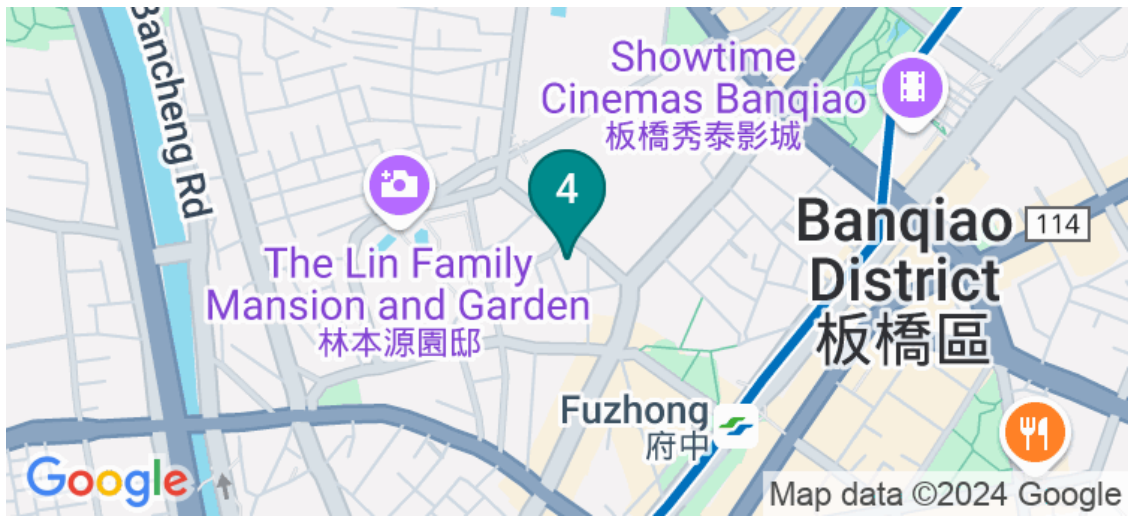 Bancheng Rd
Showtime
Cinemas Banqiao
板橋秀泰影城
4
Banqiao
District
板橋區
114
The Lin Family
Mansion and Garden
林本源園邸
Fuzhong
府中
Google
Map data ©2024 Google